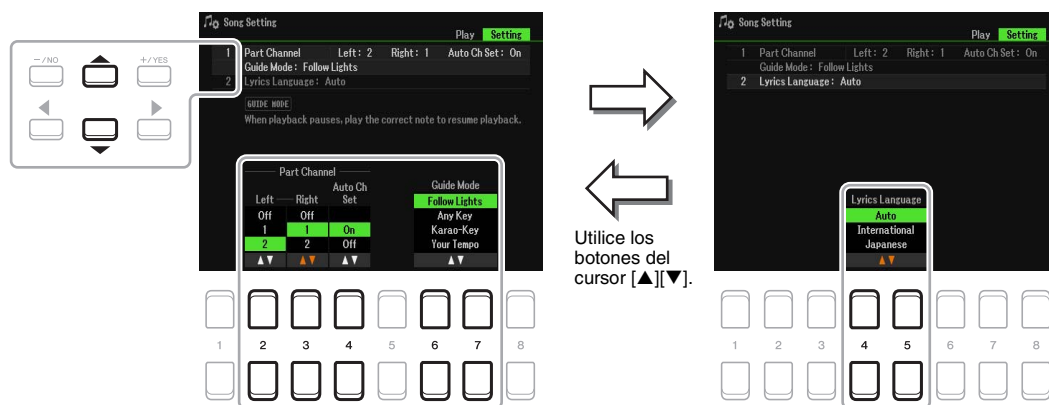 -/NO
+/YES
Song Setting
Play Setting
1 Part Channel Left: 2 Right: 1 Auto Ch Set: On
Guide Mode: Follow Lights
2 Lyrics Language: Auto
GUIDE MODE
When playback pauses, play the correct note to resume playback.
Part Channel
Left Right Auto Ch Set
Guide Mode
Off Off
Follow Lights
1 1 On
Any Key
2 2 Off
Karao-Key
Your Tempo
▲▼ ▲▼ ▲▼ ▲▼
1 2 3 4 5 6 7 8
Utilice los
botones del
cursor [▲][▼].
Song Setting
Play Setting
1 Part Channel Left: 2 Right: 1 Auto Ch Set: On
Guide Mode: Follow Lights
2 Lyrics Language: Auto
Lyrics Language
Auto
International
Japanese
▲▼
1 2 3 4 5 6 7 8